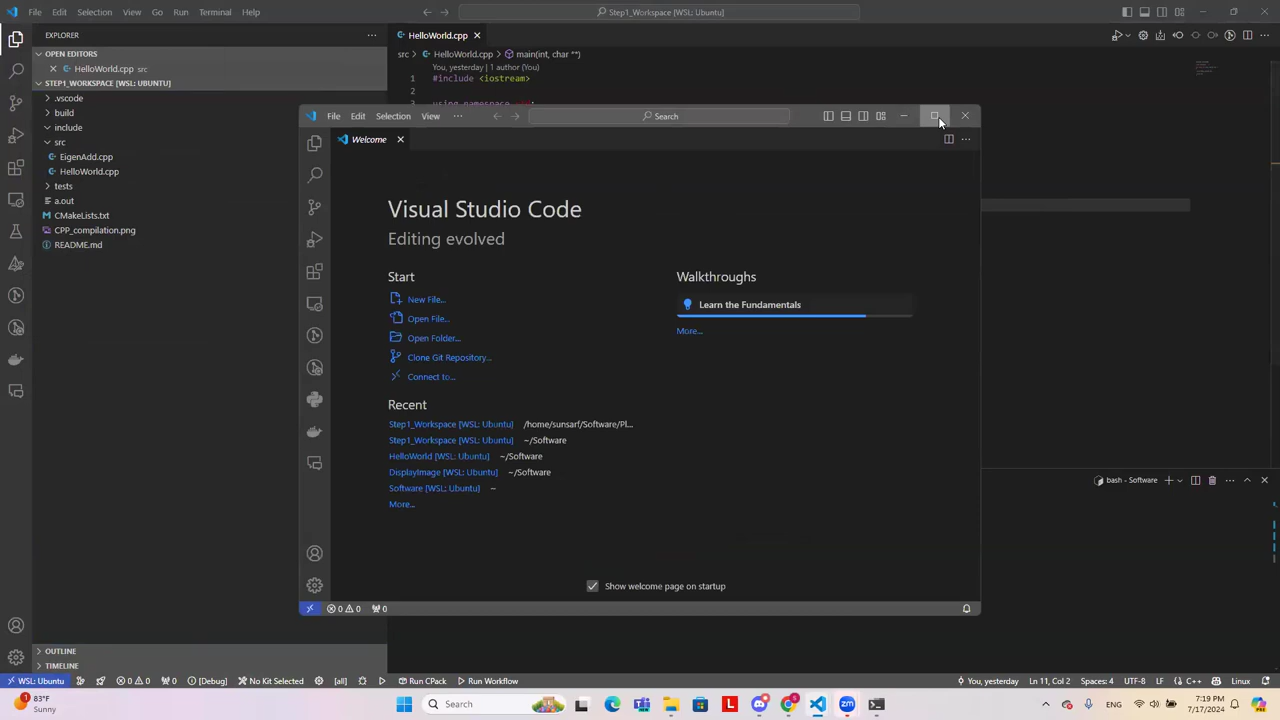 File Edit Selection View Go Run Terminal Help
Step1_Workspace [WSL: Ubuntu]
EXPLORER
OPEN EDITORS
HelloWorld.cpp src
STEP1_WORKSPACE [WSL: UBUNTU]
.vscode
build
include
src
EigenAdd.cpp
HelloWorld.cpp
tests
a.out
CMakeLists.txt
CPP_compilation.png
README.md
OUTLINE
TIMELINE
HelloWorld.cpp
src > HelloWorld.cpp > main(int, char **)
You, yesterday | 1 author (You)
1 #include <iostream>
2
File Edit Selection View
Search
Welcome
Visual Studio Code
Editing evolved
Start
New File...
Open File...
Open Folder...
Clone Git Repository...
Connect to...
Recent
Step1_Workspace [WSL: Ubuntu] /home/sunsarf/Software/Pl...
Step1_Workspace [WSL: Ubuntu] ~/Software
HelloWorld [WSL: Ubuntu] ~/Software
DisplayImage [WSL: Ubuntu] ~/Software
Software [WSL: Ubuntu] ~
More...
Walkthroughs
Learn the Fundamentals
More...
Show welcome page on startup
0 0 0
bash - Software
WSL: Ubuntu 0 0 0 [Debug] No Kit Selected [all] Run CPack Run Workflow
You, yesterday Ln 11, Col 2 Spaces: 4 UTF-8 LF C++ Linux
83°F
Sunny
Search
7:19 PM
7/17/2024